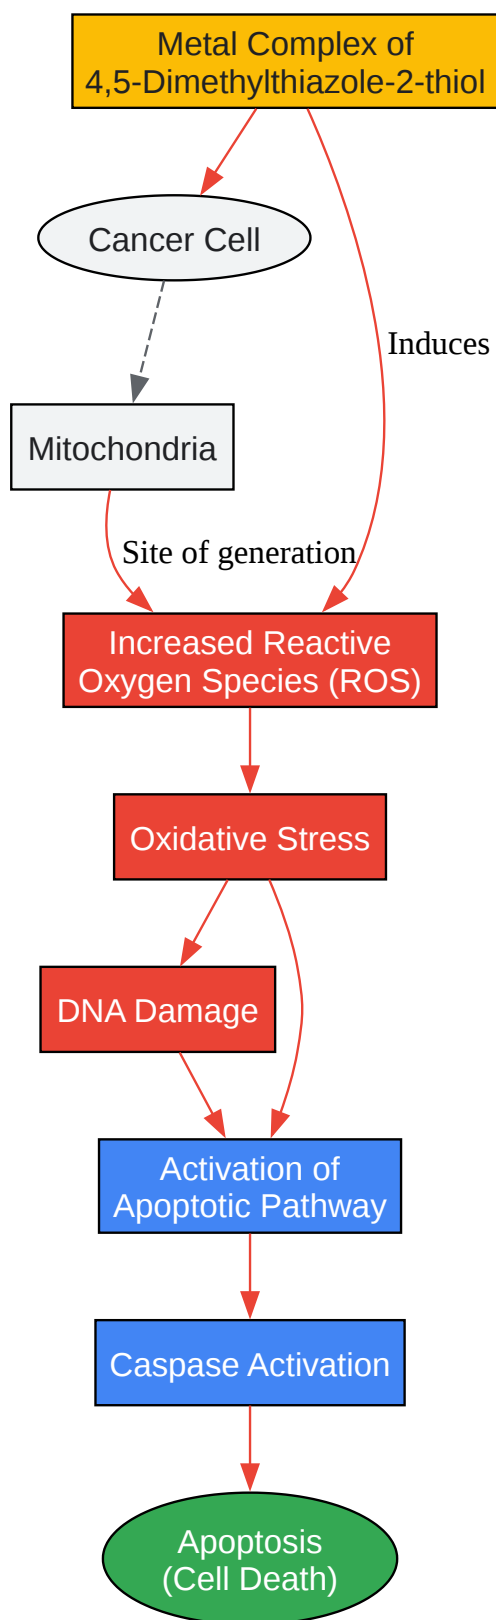 Metal Complex of
4,5-Dimethylthiazole-2-thiol
Cancer Cell
Induces
Mitochondria
Site of generation
Increased Reactive
Oxygen Species (ROS)
Oxidative Stress
DNA Damage
Activation of
Apoptotic Pathway
Caspase Activation
Apoptosis
(Cell Death)